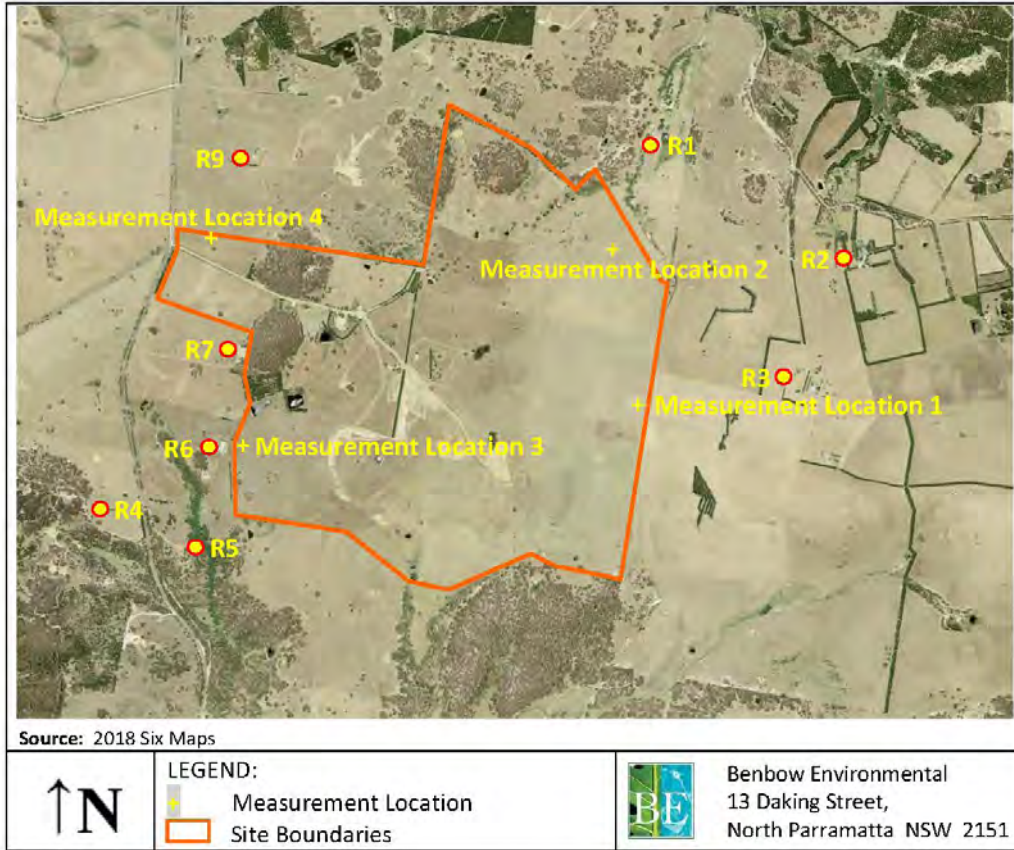 R1
R9
Measurement Location 4
R2
Measurement Location 2
R7
R3
Measurement Location 1
R6
Measurement Location 3
R4
R5
Source: 2018 Six Maps
N
LEGEND:
Measurement Location
Site Boundaries
BE
Benbow Environmental
13 Daking Street,
North Parramatta NSW 2151